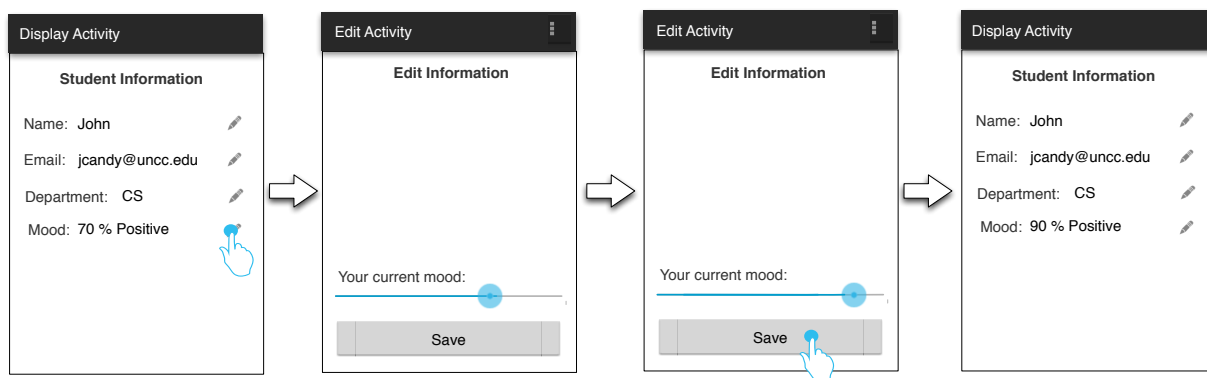 Display Activity
Student Information
Name: John
Email: jcandy@uncc.edu
Department: CS
Mood: 70 % Positive
Edit Activity
Edit Information
Your current mood:
Save
Edit Activity
Edit Information
Your current mood:
Save
Display Activity
Student Information
Name: John
Email: jcandy@uncc.edu
Department: CS
Mood: 90 % Positive